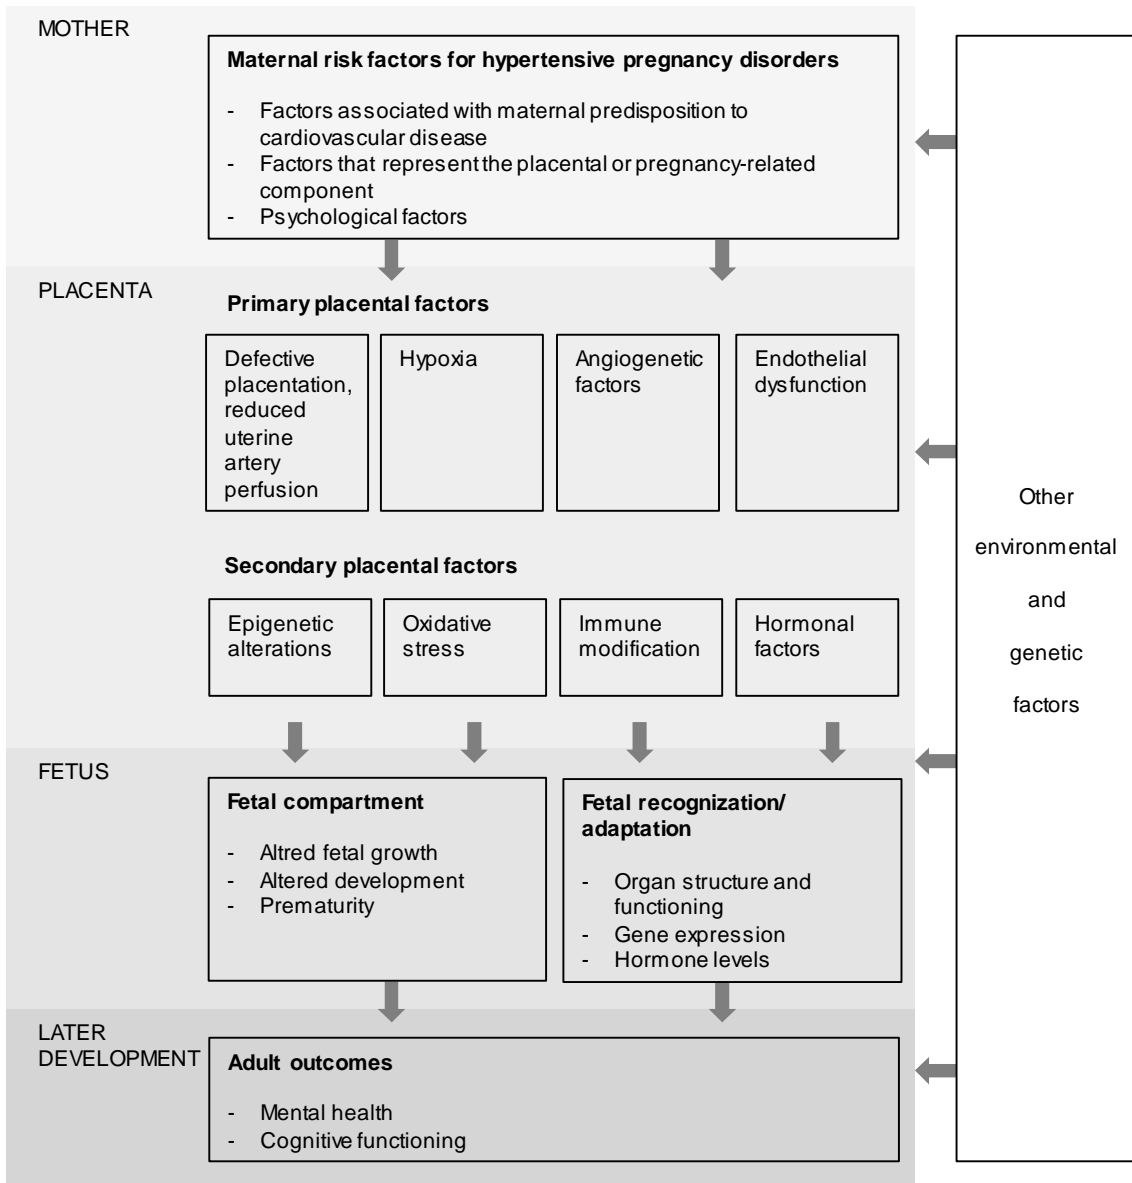 MOTHER
Maternal risk factors for hypertensive pregnancy disorders
- Factors associated with maternal predisposition to
cardiovascular disease
- Factors that represent the placental or pregnancy-related
component
- Psychological factors
PLACENTA
Primary placental factors
Defective
placentation,
reduced
uterine
artery
perfusion
Hypoxia
Angiogenetic
factors
Endothelial
dysfunction
Secondary placental factors
Epigenetic
alterations
Oxidative
stress
Immune
modification
Hormonal
factors
FETUS
Fetal compartment
- Altred fetal growth
- Altered development
- Prematurity
Fetal recognization/
adaptation
- Organ structure and
functioning
- Gene expression
- Hormone levels
LATER
DEVELOPMENT
Adult outcomes
- Mental health
- Cognitive functioning
Other
environmental
and
genetic
factors